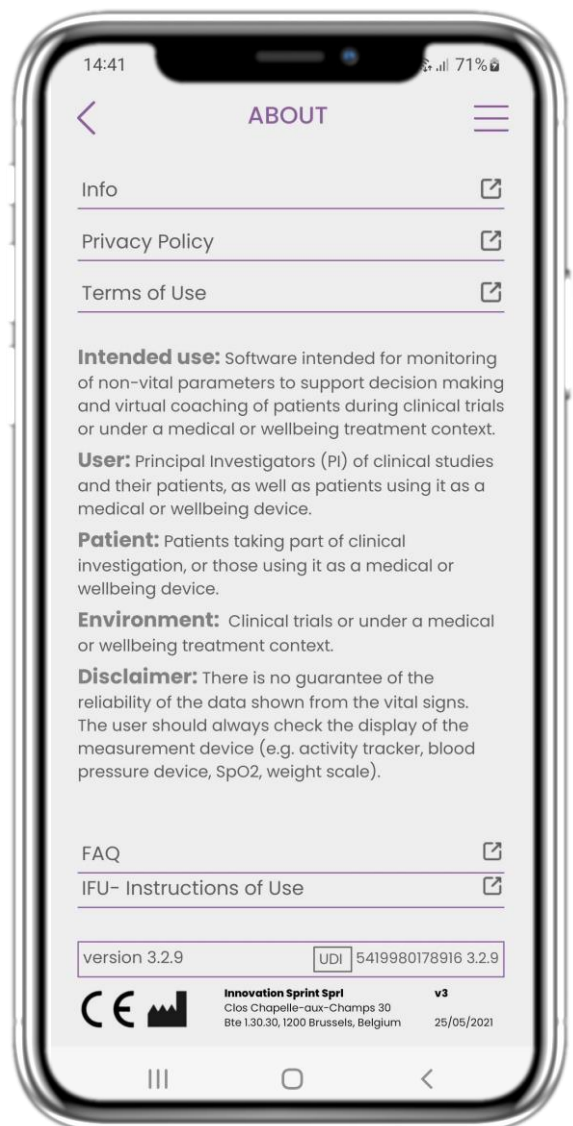 14:41
71%
ABOUT
Info
Privacy Policy
Terms of Use
Intended use: Software intended for monitoring
of non-vital parameters to support decision making
and virtual coaching of patients during clinical trials
or under a medical or wellbeing treatment context.
User: Principal Investigators (PI) of clinical studies
and their patients, as well as patients using it as a
medical or wellbeing device.
Patient: Patients taking part of clinical
investigation, or those using it as a medical or
wellbeing device.
Environment: Clinical trials or under a medical
or wellbeing treatment context.
Disclaimer: There is no guarantee of the
reliability of the data shown from the vital signs.
The user should always check the display of the
measurement device (e.g. activity tracker, blood
pressure device, SpO2, weight scale).
FAQ
IFU- Instructions of Use
version 3.2.9 UDI 5419980178916 3.2.9
CE
Innovation Sprint Sprl v3
Clos Chapelle-aux-Champs 30
Bte 1.30.30, 1200 Brussels, Belgium 25/05/2021